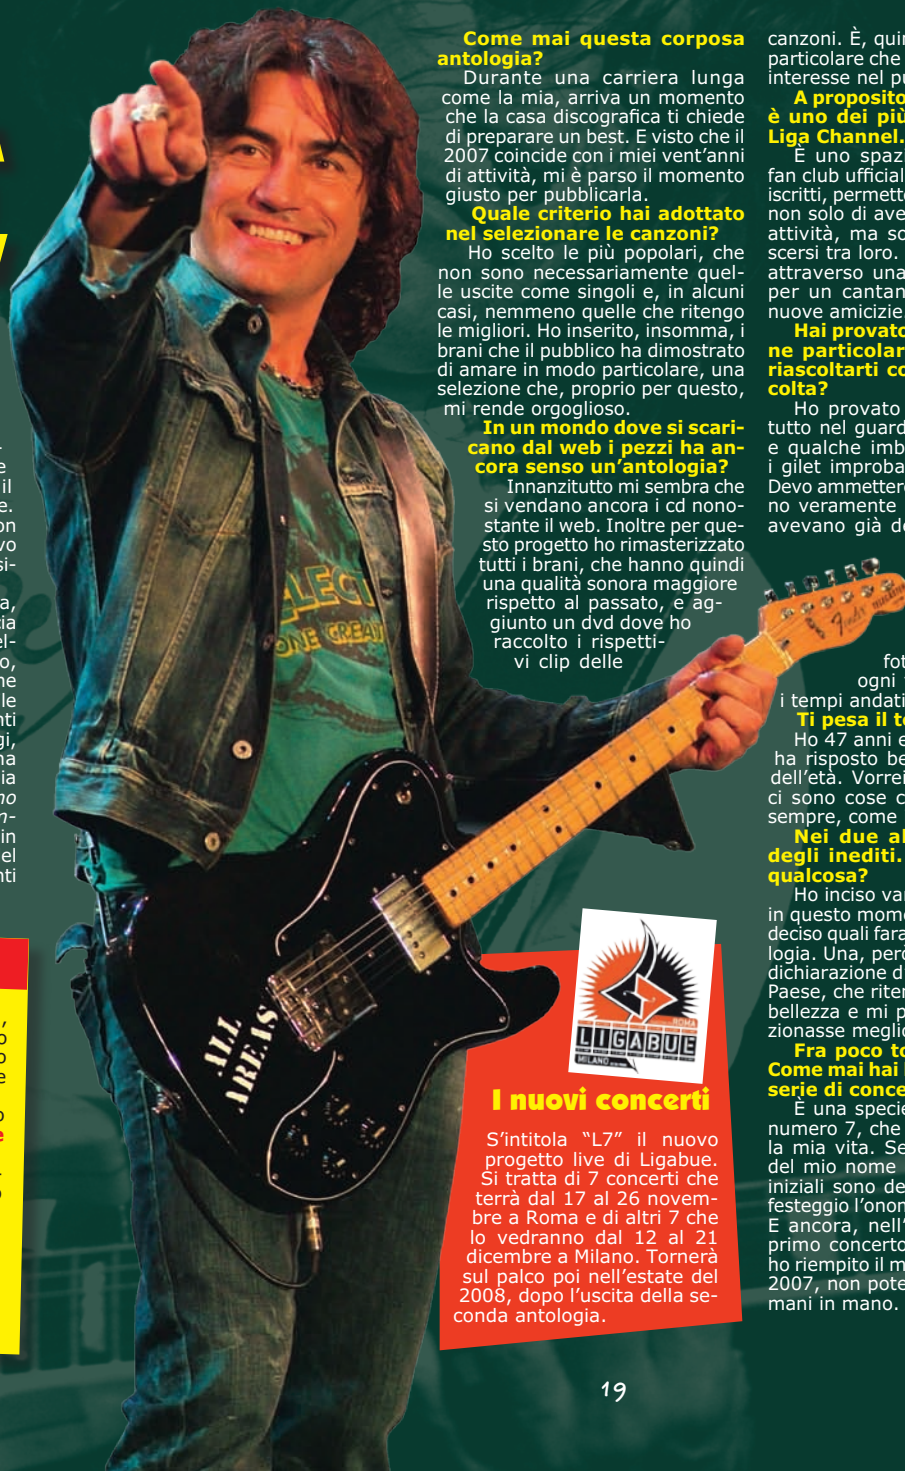 Come mai questa corposa
antologia?
Durante una carriera lunga
come la mia, arriva un momento
che la casa discografica ti chiede
di preparare un best. E visto che il
2007 coincide con i miei vent'anni
di attività, mi è parso il momento
giusto per pubblicarla.
Quale criterio hai adottato
nel selezionare le canzoni?
Ho scelto le più popolari, che
non sono necessariamente quel-
le uscite come singoli e, in alcuni
casi, nemmeno quelle che ritengo
le migliori. Ho inserito, insomma, i
brani che il pubblico ha dimostrato
di amare in modo particolare, una
selezione che, proprio per questo,
mi rende orgoglioso.
In un mondo dove si scari-
cano dal web i pezzi ha an-
cora senso un'antologia?
Innanzitutto mi sembra che
si vendano ancora i cd nono-
stante il web. Inoltre per que-
sto progetto ho rimasterizzato
tutti i brani, che hanno quindi
una qualità sonora maggiore
rispetto al passato, e ag-
giunto un dvd dove ho
raccolto i rispetti-
vi clip delle
canzoni. È, qui
particolare che
interesse nel pu
A proposito
è uno dei più
Liga Channel.
È uno spazi
fan club ufficial
iscritti, permett
non solo di ave
attività, ma so
scersi tra loro.
attraverso una
per un cantan
nuove amicizie
Hai provato
ne particolar
riascoltarti co
colta?
Ho provato
tutto nel guard
e qualche imb
i gilet improba
Devo ammettere
no veramente
avevano già de
fot
ogni
i tempi andati
Ti pesa il te
Ho 47 anni e
ha risposto be
dell'età. Vorrei
ci sono cose c
sempre, come
Nei due al
degli inediti.
qualcosa?
Ho inciso var
in questo mome
deciso quali fara
logia. Una, però
dichiarazione d
Paese, che riter
bellezza e mi p
zionasse meglio
Fra poco to
Come mai hai
serie di conce
È una specie
numero 7, che
la mia vita. Se
del mio nome
iniziali sono de
festeggio l'onom
E ancora, nell'
primo concerto
ho riempito il m
2007, non pote
mani in mano.
SELECT
ONE GREAT
Fender
ALL
AREAS
ROMA
LIGABUE
MILANO
I nuovi concerti
S'intitola "L7" il nuovo
progetto live di Ligabue.
Si tratta di 7 concerti che
terrà dal 17 al 26 novem-
bre a Roma e di altri 7 che
lo vedranno dal 12 al 21
dicembre a Milano. Tornerà
sul palco poi nell'estate del
2008, dopo l'uscita della se-
conda antologia.
19